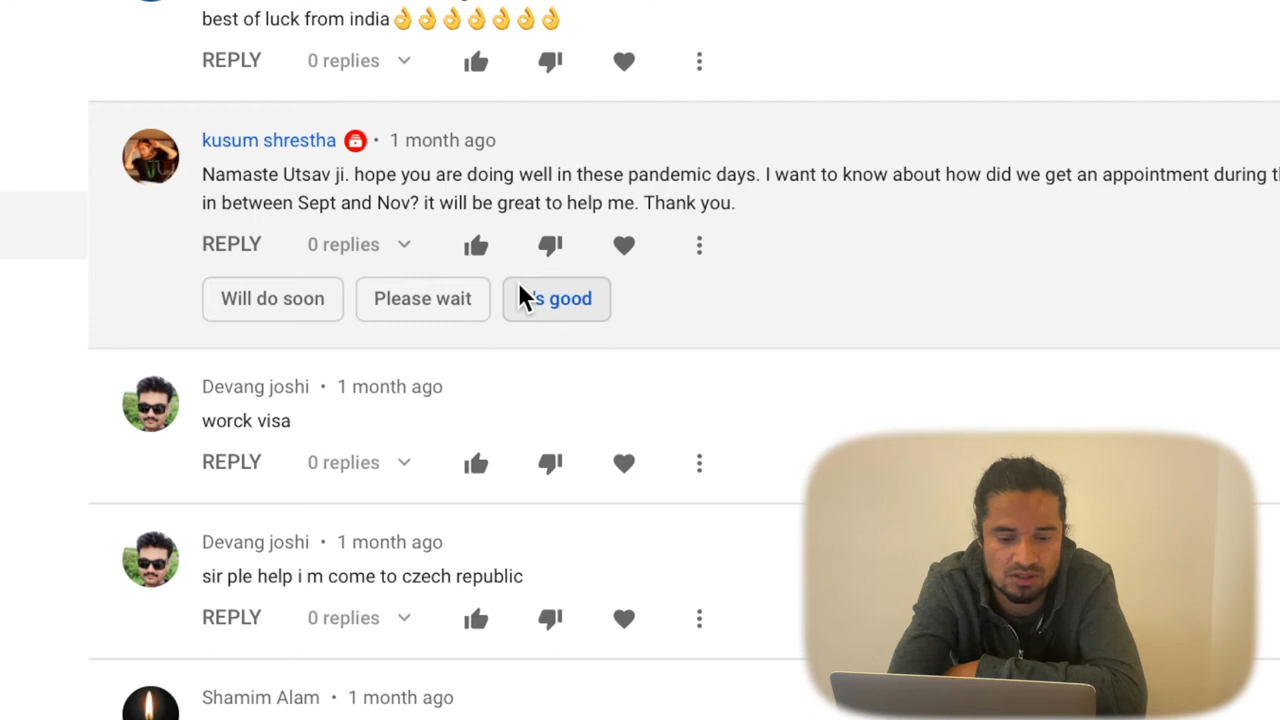 best of luck from india👌👌👌👌👌👌👌
REPLY 0 replies
kusum shrestha • 1 month ago
Namaste Utsav ji. hope you are doing well in these pandemic days. I want to know about how did we get an appointment during
in between Sept and Nov? it will be great to help me. Thank you.
REPLY 0 replies
Will do soon Please wait good
Devang joshi • 1 month ago
worck visa
REPLY 0 replies
Devang joshi • 1 month ago
sir ple help i m come to czech republic
REPLY 0 replies
Shamim Alam • 1 month ago